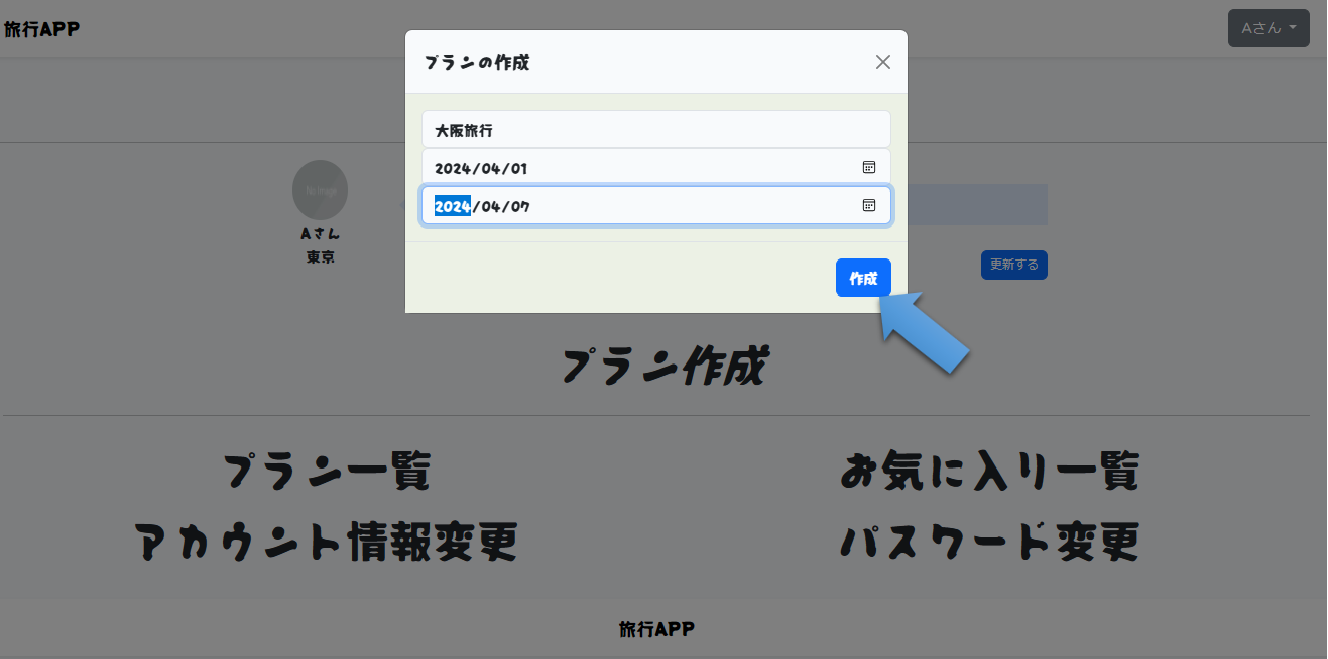 旅行APP
Aさん
プランの作成
大阪旅行
2024/04/01
2024/04/07
作成
No image
Aさん
東京
更新する
プラン作成
プラン一覧
お気に入り一覧
アカウント情報変更
パスワード変更
旅行APP